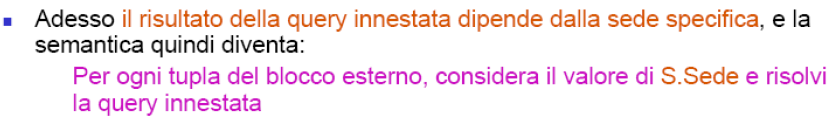 Adesso il risultato della query innestata dipende dalla sede specifica, e la
semantica quindi diventa:
Per ogni tupla del blocco esterno, considera il valore di S.Sede e risolvi
la query innestata